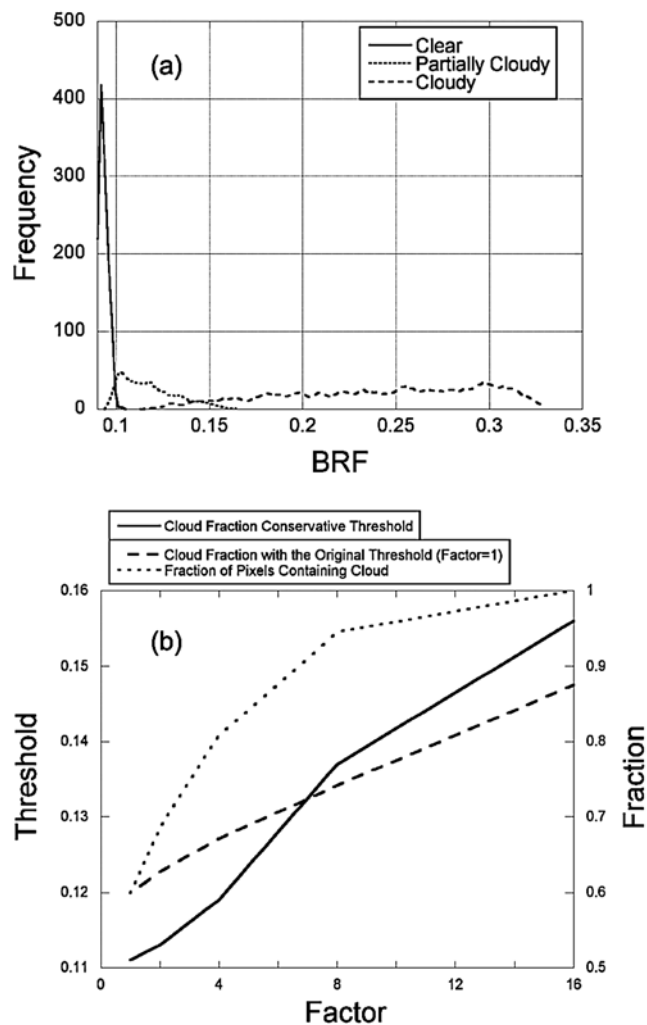 500
400
300
200
100
0
Frequency
(a)
Clear
Partially Cloudy
Cloudy
0.1
0.15
0.2
0.25
0.3
0.35
BRF
Cloud Fraction Conservative Threshold
Cloud Fraction with the Original Threshold (Factor=1)
Fraction of Pixels Containing Cloud
0.16
0.15
0.14
0.13
0.12
0.11
Threshold
(b)
1
0.9
0.8
0.7
0.6
0.5
Fraction
0
4
8
12
16
Factor